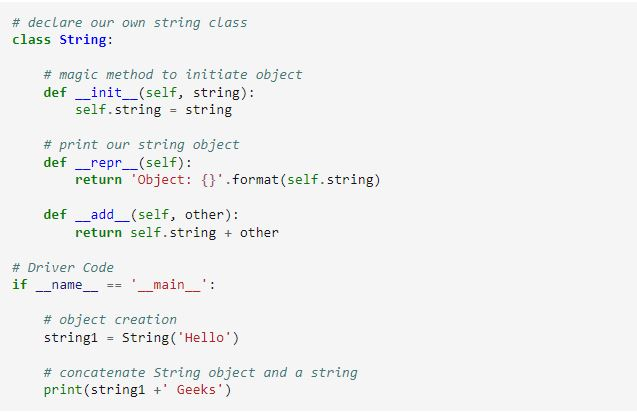 # declare our own string class
class String:
    # magic method to initiate object
    def __init__(self, string):
        self.string = string
    # print our string object
    def __repr__(self):
        return 'Object: {}'.format(self.string)
    def __add__(self, other):
        return self.string + other
# Driver Code
if __name__ == '__main__':
    # object creation
    string1 = String('Hello')
    # concatenate String object and a string
    print(string1 +' Geeks')